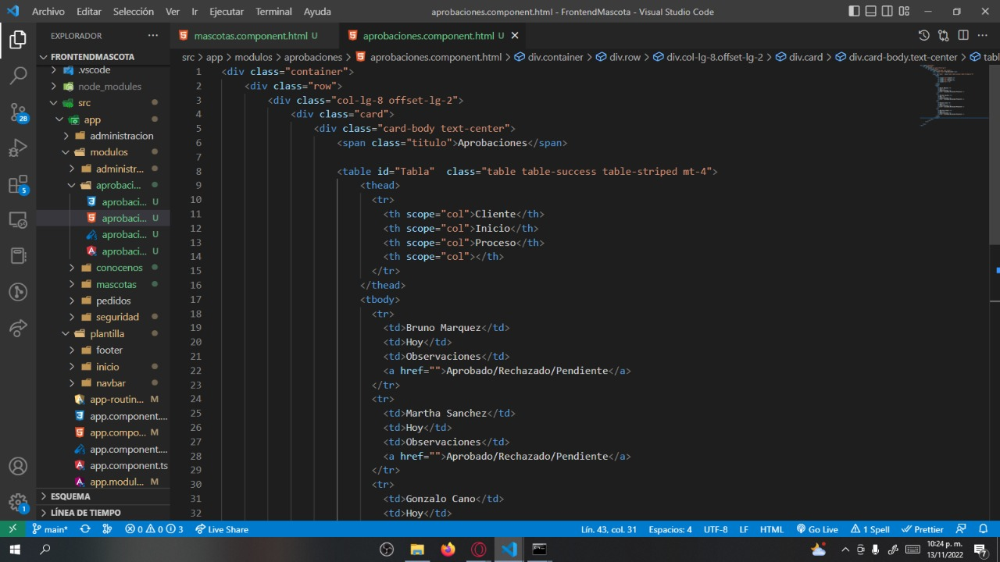 Archivo Editar Selección Ver Ir Ejecutar Terminal Ayuda
aprobaciones.component.html - FrontendMascota - Visual Studio Code
EXPLORADOR
mascotas.component.html U
aprobaciones.component.html U
FRONTENDMASCOTA
src > app > modulos > aprobaciones > aprobaciones.component.html > div.container > div.row > div.col-lg-8.offset-lg-2 > div.card > div.card-body.text-center > tabl
.vscode
node_modules
src
app
administracion
modulos
administr...
aprobaci...
aprobaci... U
aprobaci... U
aprobaci... U
aprobaci... U
conocenos
mascotas
pedidos
seguridad
plantilla
footer
inicio
navbar
app-routin... M
app.component....
app.compo... M
app.component....
app.component.ts
app.modul... M
ESQUEMA
LÍNEA DE TIEMPO
28
5
1
1 <div class="container">
2 <div class="row">
3 <div class="col-lg-8 offset-lg-2">
4 <div class="card">
5 <div class="card-body text-center">
6 <span class="titulo">Aprobaciones</span>
7
8 <table id="Tabla"  class="table table-success table-striped mt-4">
9 <thead>
10 <tr>
11 <th scope="col">Cliente</th>
12 <th scope="col">Inicio</th>
13 <th scope="col">Proceso</th>
14 <th scope="col"></th>
15 </tr>
16 </thead>
17 <tbody>
18 <tr>
19 <td>Bruno Marquez</td>
20 <td>Hoy</td>
21 <td>Observaciones</td>
22 <a href="">Aprobado/Rechazado/Pendiente</a>
23 </tr>
24 <tr>
25 <td>Martha Sanchez</td>
26 <td>Hoy</td>
27 <td>Observaciones</td>
28 <a href="">Aprobado/Rechazado/Pendiente</a>
29 </tr>
30 <tr>
31 <td>Gonzalo Cano</td>
32 <td>Hoy</td>
main* 0 0 3 Live Share
Lín. 43, col. 31 Espacios: 4 UTF-8 LF HTML Go Live 1 Spell Prettier
10:24 p. m.
13/11/2022
2